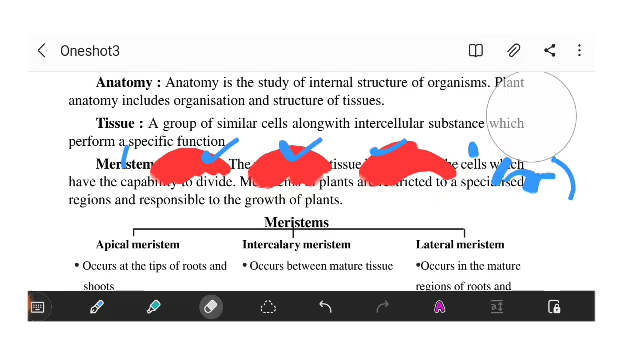 Oneshot3
Anatomy : Anatomy is the study of internal structure of organisms. Plant
anatomy includes organisation and structure of tissues.
Tissue : A group of similar cells alongwith intercellular substance which
perform a specific function
The tissue the cells which
have the capability to divide. in plants are restricted to a specialised
regions and responsible to the growth of plants.
Meristems
Apical meristem Intercalary meristem Lateral meristem
• Occurs at the tips of roots and • Occurs between mature tissue •Occurs in the mature
shoots regions of roots and